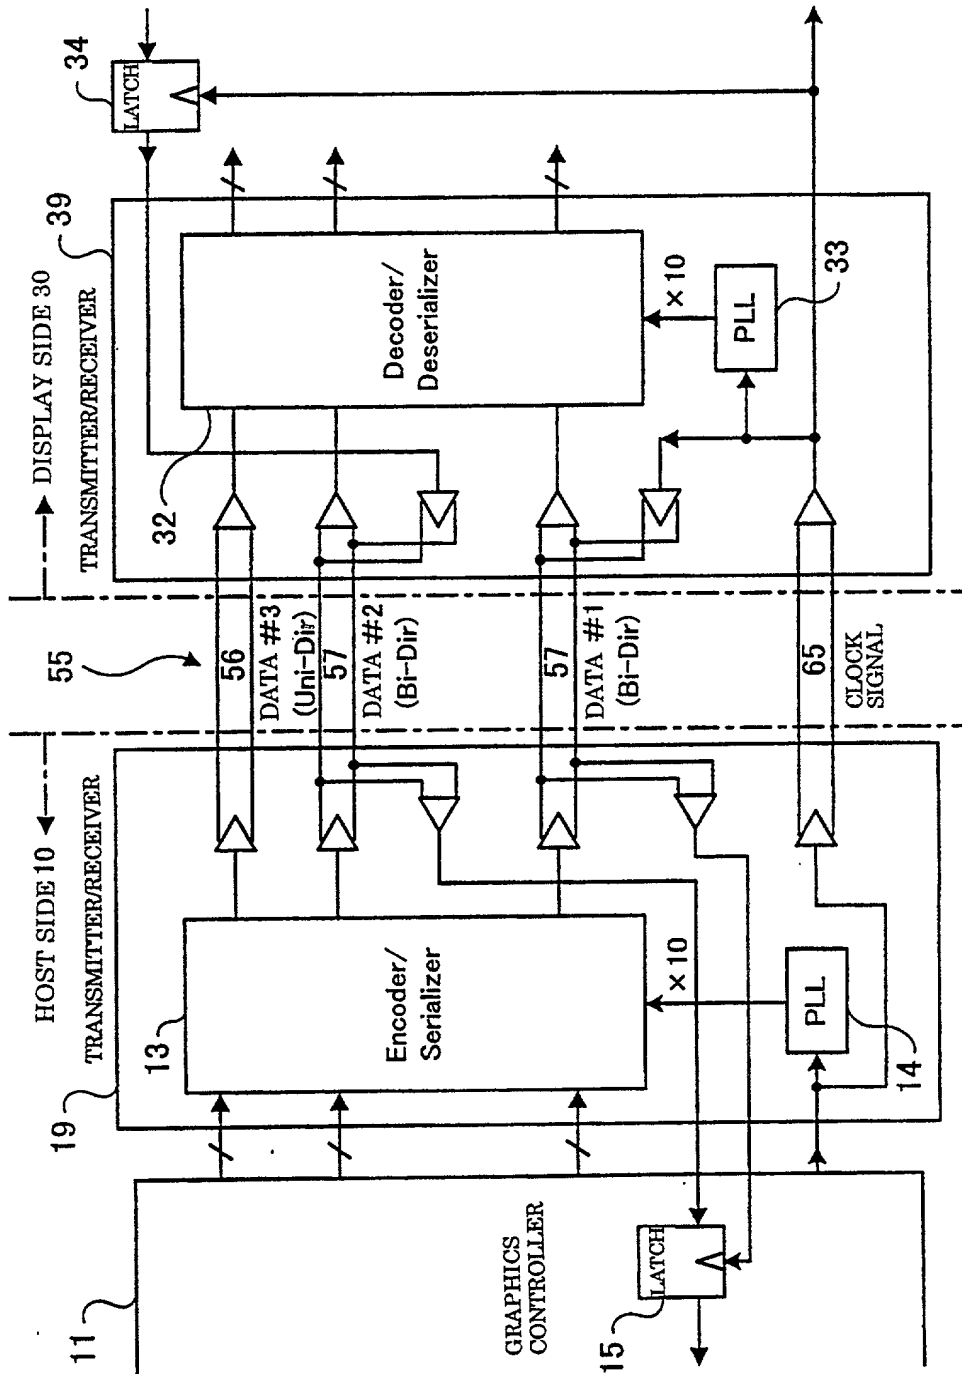 HOST SIDE 10
DISPLAY SIDE 30
55
11
GRAPHICS
CONTROLLER
15
LATCH
19
TRANSMITTER/RECEIVER
13
Encoder/
Serializer
×10
PLL
14
56
DATA #3
(Uni-Dir)
57
DATA #2
(Bi-Dir)
57
DATA #1
(Bi-Dir)
65
CLOCK
SIGNAL
39
TRANSMITTER/RECEIVER
32
Decoder/
Deserializer
×10
PLL
33
34
LATCH